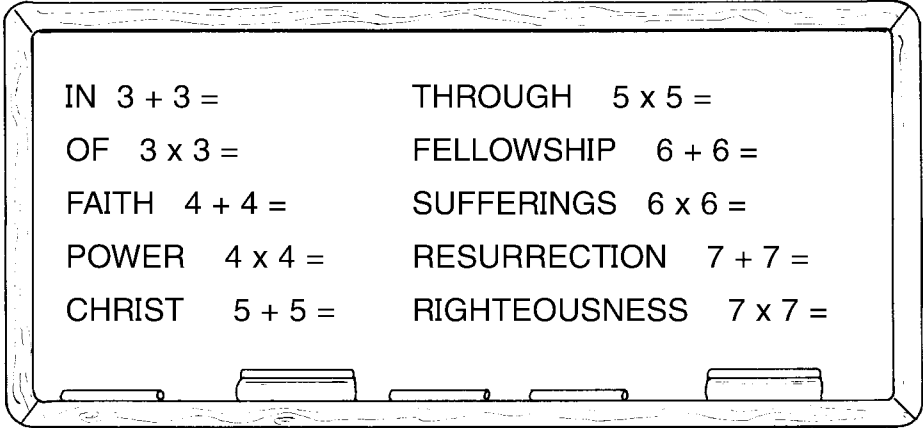 IN 3 + 3 =
OF 3 x 3 =
FAITH 4 + 4 =
POWER 4 x 4 =
CHRIST 5 + 5 =
THROUGH 5 x 5 =
FELLOWSHIP 6 + 6 =
SUFFERINGS 6 x 6 =
RESURRECTION 7 + 7 =
RIGHTEOUSNESS 7 x 7 =